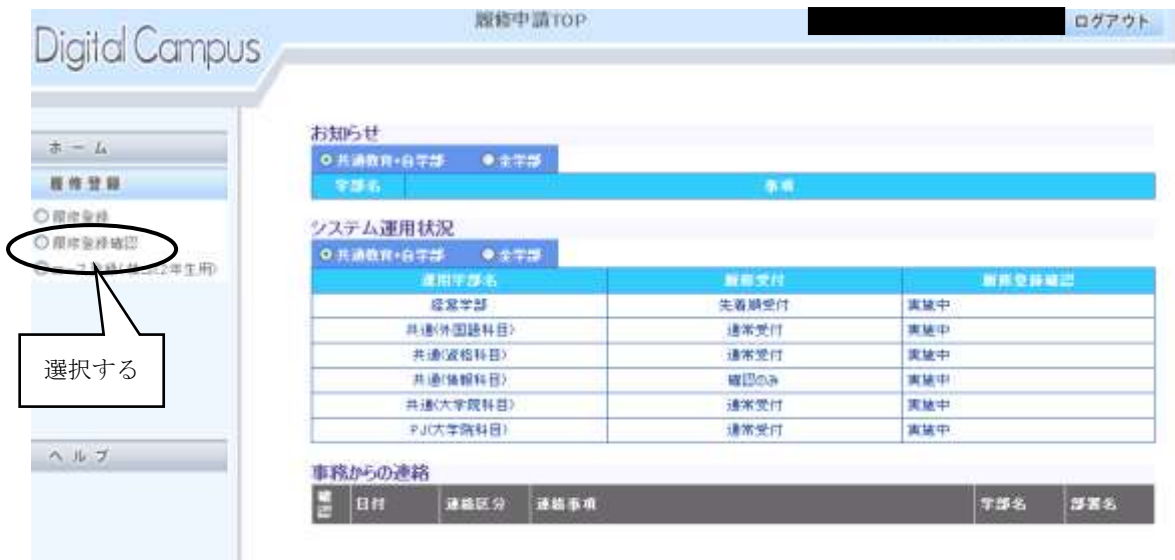 履修申請TOP
ログアウト
Digital Campus
ホーム
履修登録
履修登録
履修登録確認
2年生用)
選択する
ヘルプ
お知らせ
共通教育・自学部 全学部
学部名 事項
システム運用状況
共通教育・自学部 全学部
運用学部名 履修受付 履修登録確認
経営学部 先着順受付 実施中
共通(外国語科目) 通常受付 実施中
共通(資格科目) 通常受付 実施中
共通(情報科目) 確認のみ 実施中
共通(大学院科目) 通常受付 実施中
PJ(大学院科目) 通常受付 実施中
事務からの連絡
確認 日付 連絡区分 連絡事項 学部名 部署名